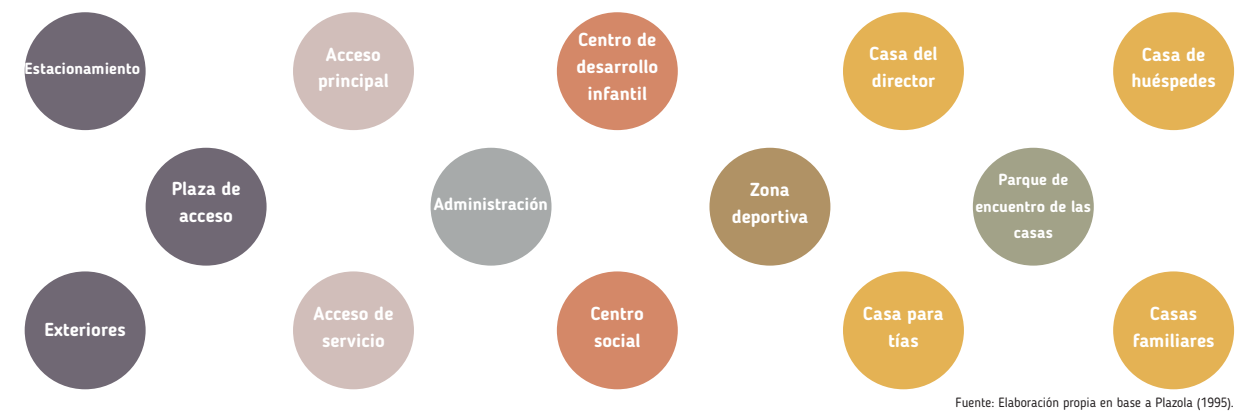 Estacionamiento
Acceso
principal
Centro de
desarrollo
infantil
Casa del
director
Casa de
huéspedes
Plaza de
acceso
Administración
Zona
deportiva
Parque de
encuentro de las
casas
Exteriores
Acceso de
servicio
Centro
social
Casa para
tías
Casas
familiares
Fuente: Elaboración propia en base a Plazola (1995).